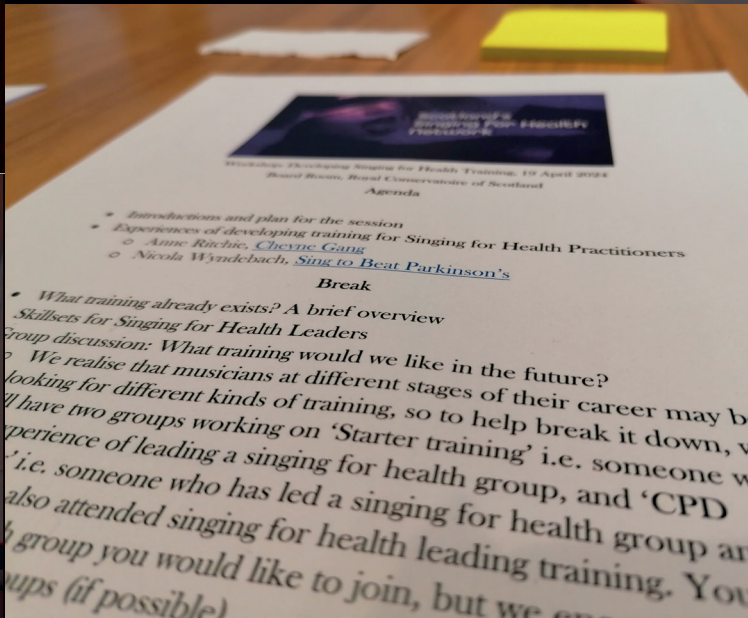 Scotland's
Singing For Health
Network
Workshop: Developing Singing for Health Training, 19 April 2024
Board Room, Royal Conservatoire of Scotland
Agenda
• Introductions and plan for the session
• Experiences of developing training for Singing for Health Practitioners
○ Anne Ritchie, Cheyne Gang
○ Nicola Wyndebach, Sing to Beat Parkinson's
Break
• What training already exists? A brief overview
Skillsets for Singing for Health Leaders
Group discussion: What training would we like in the future?
○ We realise that musicians at different stages of their career may b
looking for different kinds of training, so to help break it down, w
ll have two groups working on 'Starter training' i.e. someone w
xperience of leading a singing for health group, and 'CPD
' i.e. someone who has led a singing for health group an
also attended singing for health leading training. You
h group you would like to join, but we
oups (if possible)